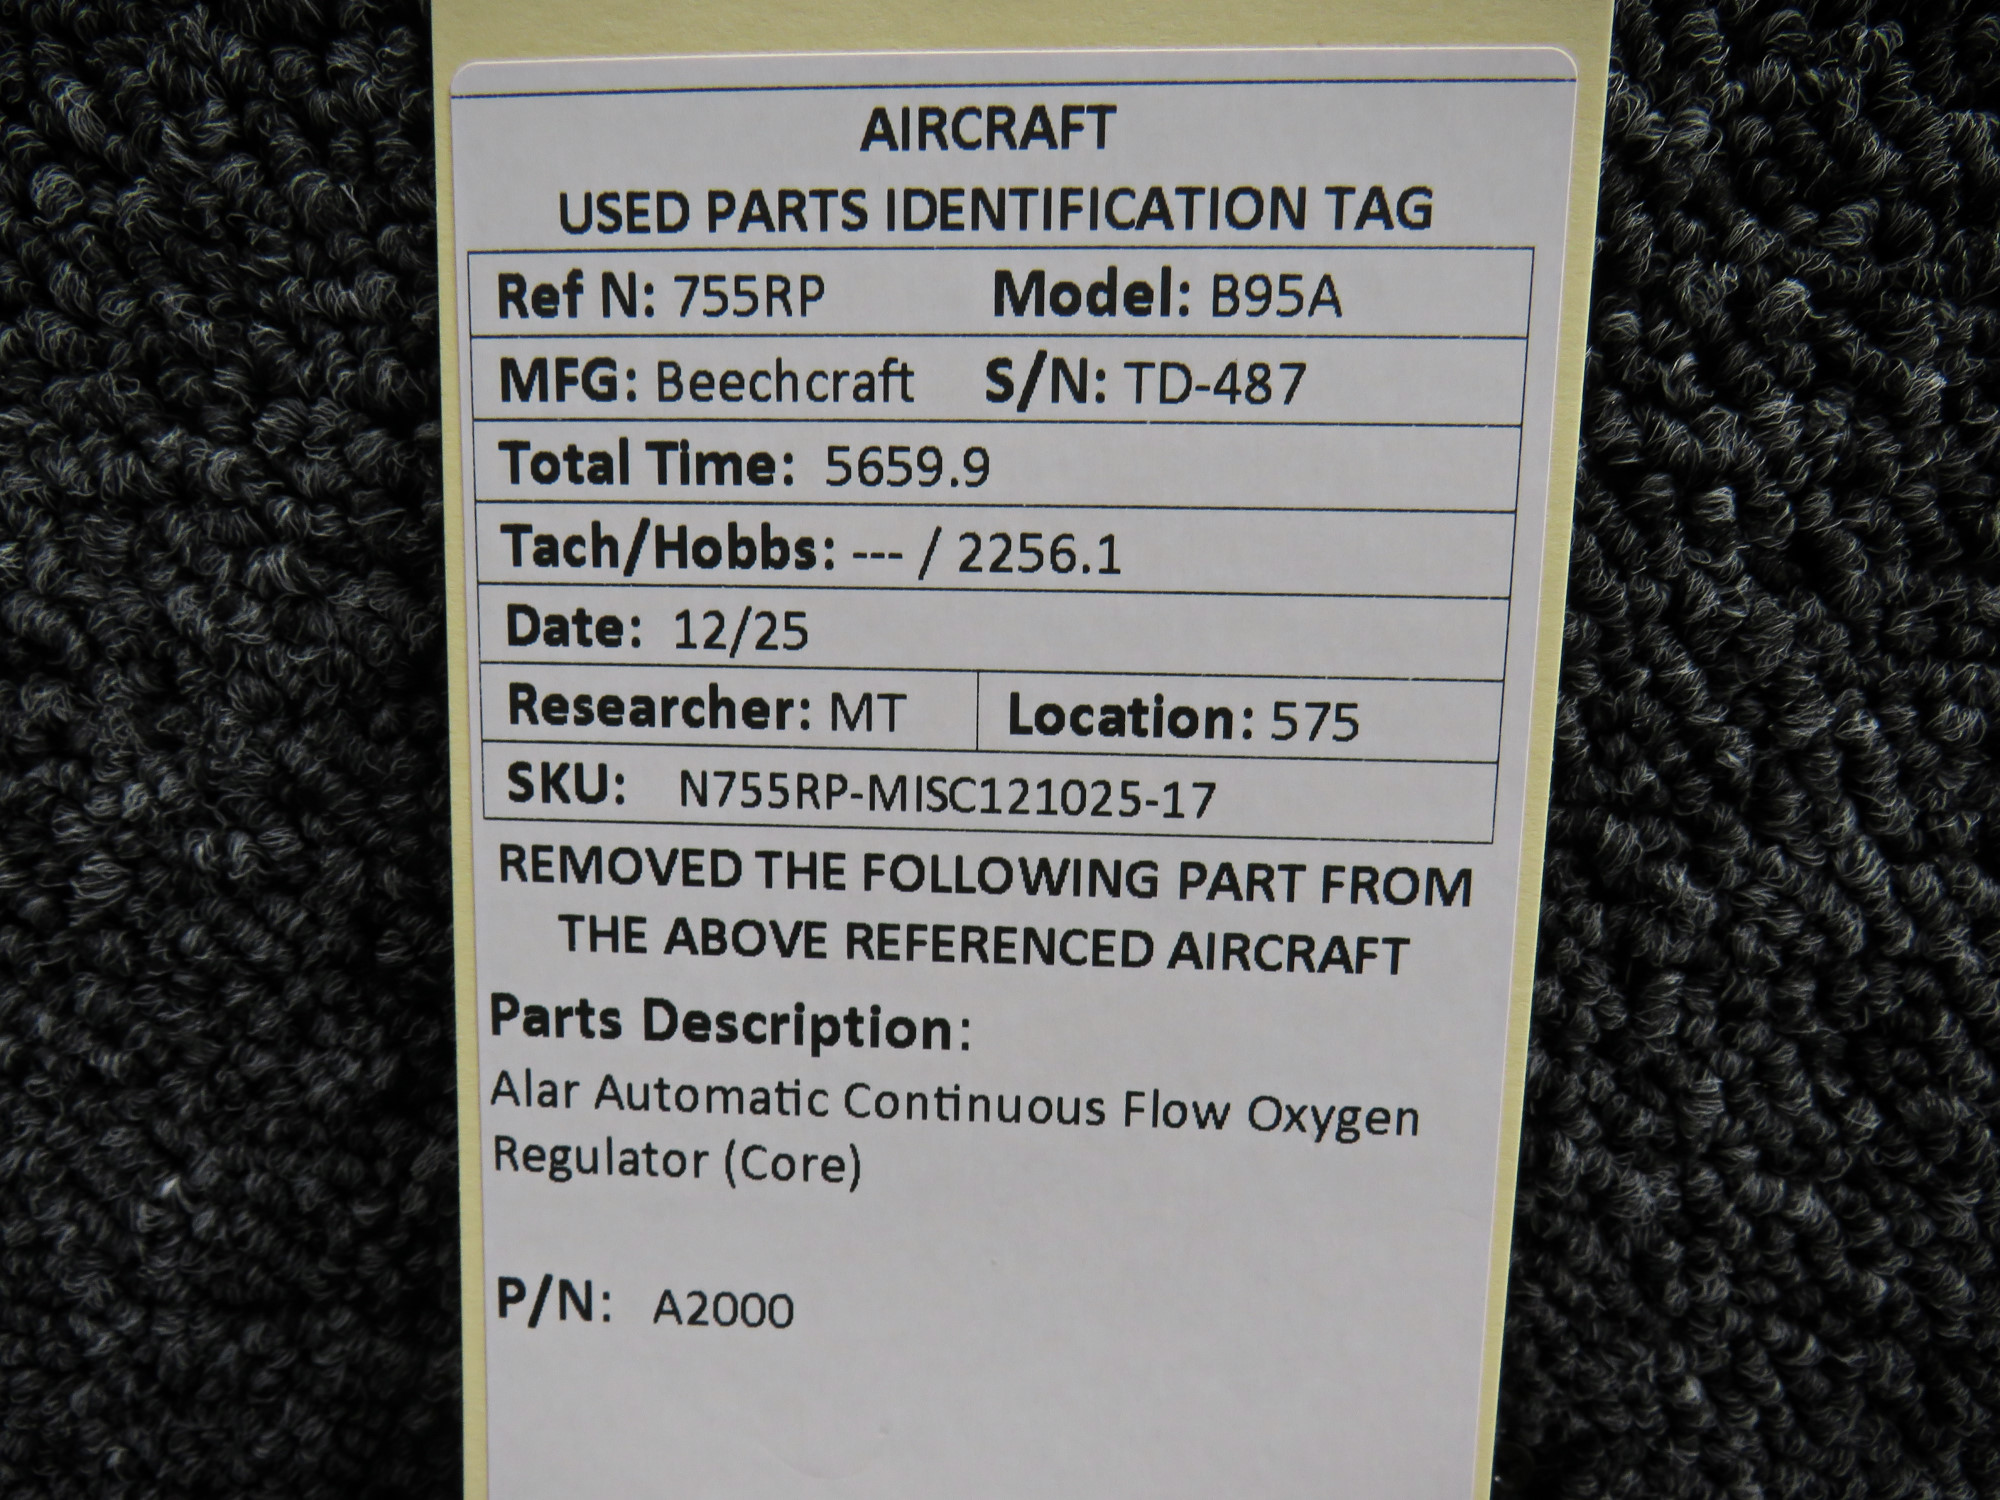 AIRCRAFT
USED PARTS IDENTIFICATION TAG
Ref N: 755RP Model: B95A
MFG: Beechcraft S/N: TD-487
Total Time: 5659.9
Tach/Hobbs: --- / 2256.1
Date: 12/25
Researcher: MT Location: 575
SKU: N755RP-MISC121025-17
REMOVED THE FOLLOWING PART FROM
THE ABOVE REFERENCED AIRCRAFT
Parts Description:
Alar Automatic Continuous Flow Oxygen
Regulator (Core)
P/N: A2000